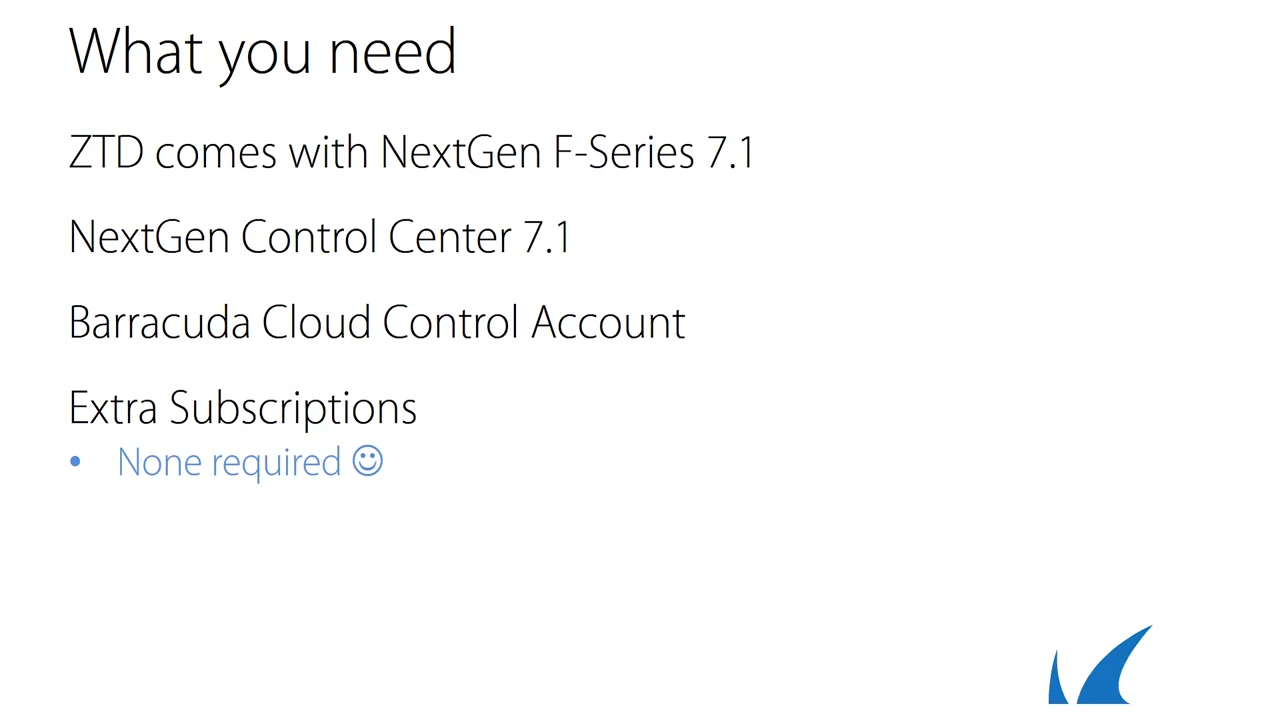 What you need
ZTD comes with NextGen F-Series 7.1
NextGen Control Center 7.1
Barracuda Cloud Control Account
Extra Subscriptions
• None required ☺